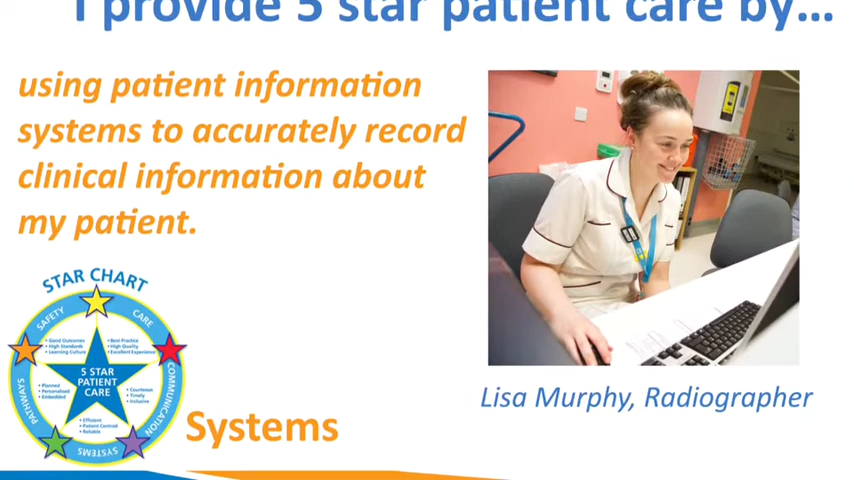 I provide 5 star patient care by...
using patient information
systems to accurately record
clinical information about
my patient.
Lisa Murphy, Radiographer
STAR CHART
SAFETY
CARE
COMMUNICATION
SYSTEMS
PATHWAYS
• Good Outcomes
• High Standards
• Learning Culture
• Best Practice
• High Quality
• Excellent Experience
5 STAR
PATIENT
CARE
• Planned
• Personalised
• Embedded
• Courteous
• Timely
• Inclusive
• Efficient
• Patient Centred
• Reliable
Systems